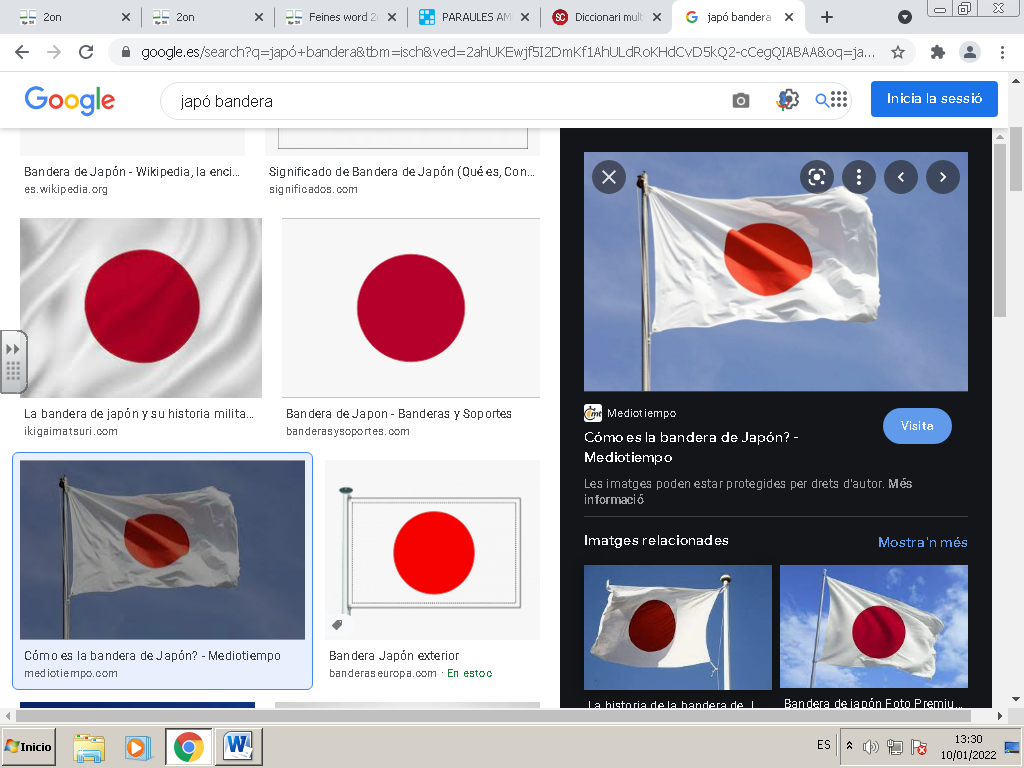 2on
2on
Feines word 2
PARAULES AM
Diccionari mult
japó bandera
google.es/search?q=japó+bandera&tbm=isch&ved=2ahUKEwjf5I2DmKf1AhULdRoKHdCvD5kQ2-cCegQIABAA&oq=ja...
Google
japó bandera
Inicia la sessió
Bandera de Japón - Wikipedia, la enci...
es.wikipedia.org
Significado de Bandera de Japón (Qué es, Con...
significados.com
La bandera de japón y su historia milita...
ikigaimatsuri.com
Bandera de Japon - Banderas y Soportes
banderasysoportes.com
Cómo es la bandera de Japón? - Mediotiempo
mediotiempo.com
Bandera Japón exterior
banderaseuropa.com · En estoc
mt Mediotiempo
Cómo es la bandera de Japón? -
Mediotiempo
Visita
Les imatges poden estar protegides per drets d'autor. Més
informació
Imatges relacionades
Mostra'n més
La historia de la bandera de J...
Bandera de japón Foto Premiu...
Inicio
ES
13:30
10/01/2022